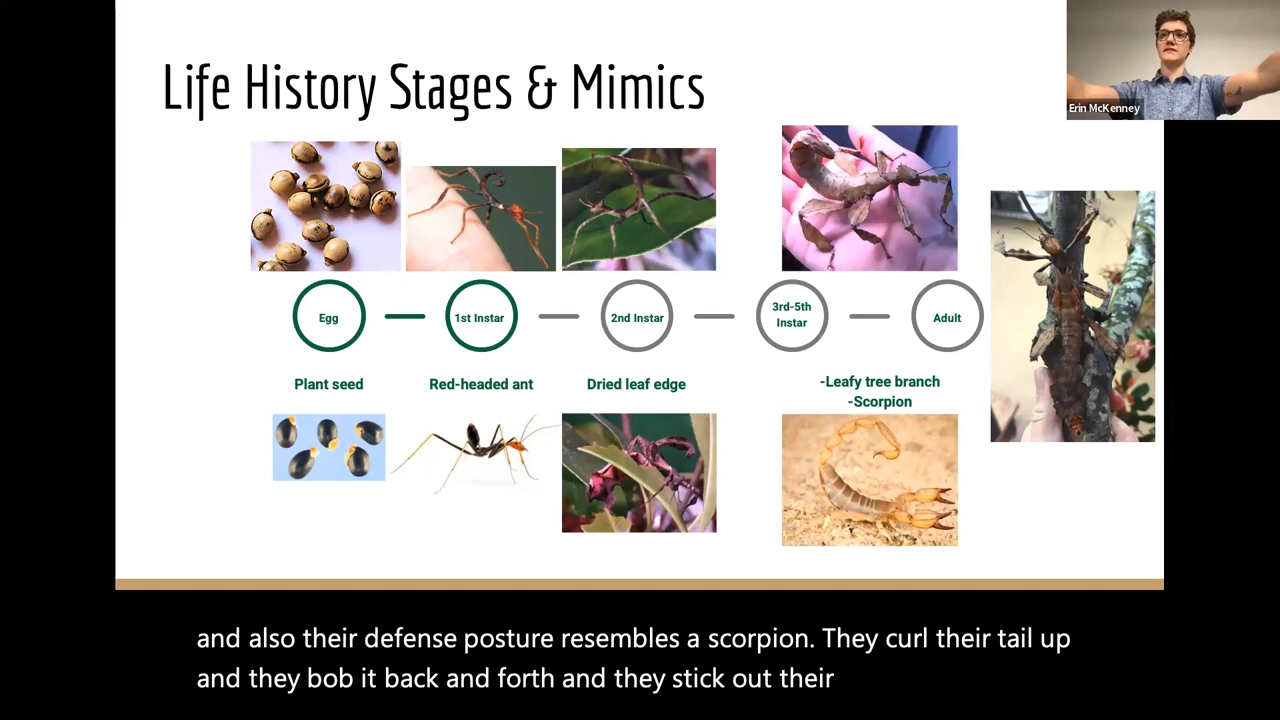 Life History Stages & Mimics
Erin McKenney
Egg
1st Instar
2nd Instar
3rd-5th
Instar
Adult
Plant seed
Red-headed ant
Dried leaf edge
-Leafy tree branch
-Scorpion
and also their defense posture resembles a scorpion. They curl their tail up
and they bob it back and forth and they stick out their